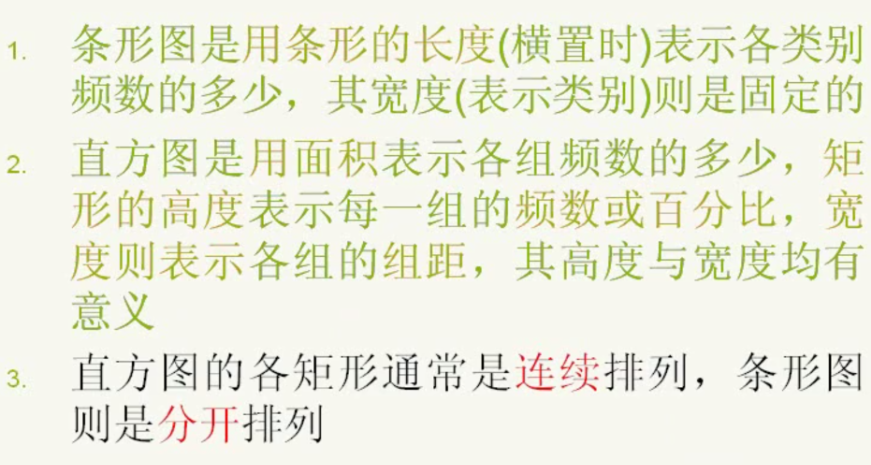 1. 条形图是用条形的长度(横置时)表示各类别
频数的多少，其宽度(表示类别)则是固定的
2. 直方图是用面积表示各组频数的多少，矩
形的高度表示每一组的频数或百分比，宽
度则表示各组的组距，其高度与宽度均有
意义
3. 直方图的各矩形通常是连续排列，条形图
则是分开排列